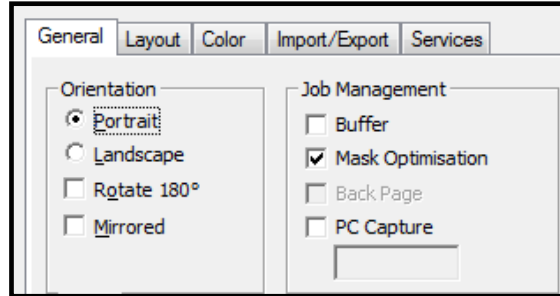 General Layout Color Import/Export Services
Orientation
Portrait
Landscape
Rotate 180°
Mirrored
Job Management
Buffer
Mask Optimisation
Back Page
PC Capture